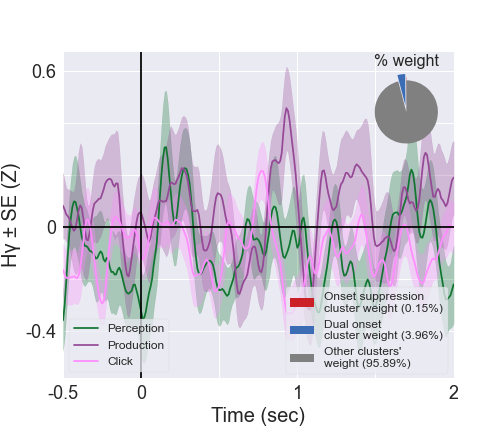 % weight
0.6
0
-0.4
Hγ ± SE (Z)
Perception
Production
Click
Onset suppression
cluster weight (0.15%)
Dual onset
cluster weight (3.96%)
Other clusters'
weight (95.89%)
-0.5
0
1
2
Time (sec)